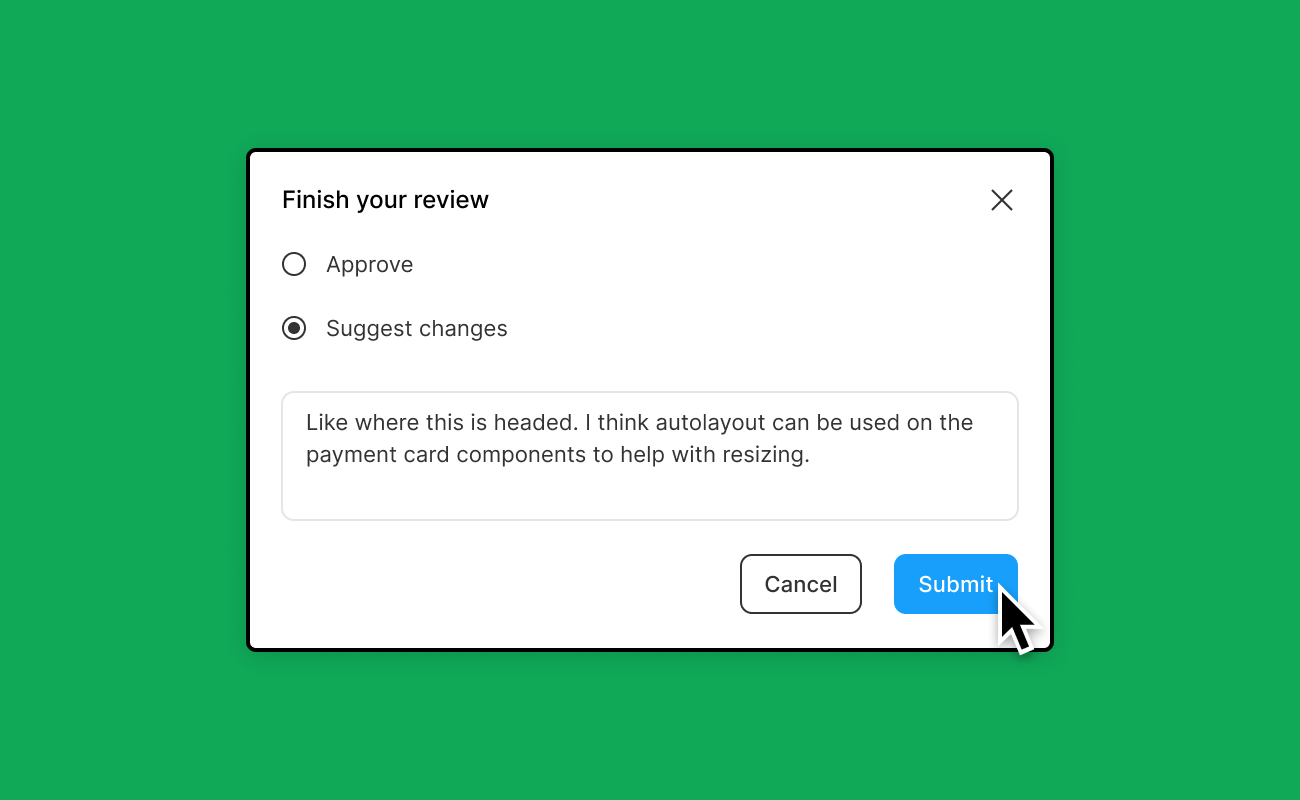 Finish your review
Approve
Suggest changes
Like where this is headed. I think autolayout can be used on the
payment card components to help with resizing.
Cancel
Submit